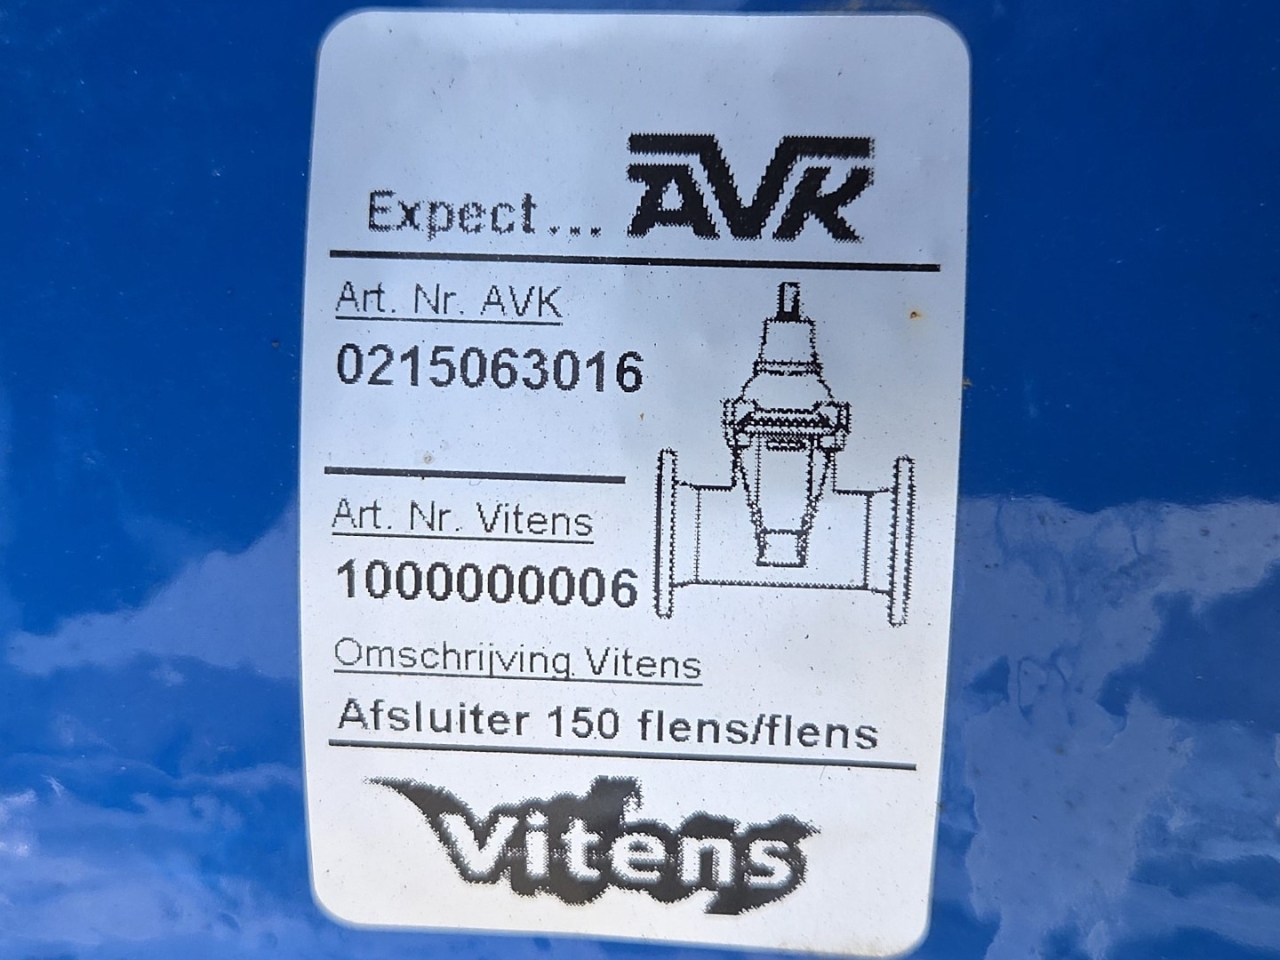 Expect... AVK
Art. Nr. AVK
0215063016
Art. Nr. Vitens
1000000006
Omschrijving Vitens
Afsluiter 150 flens/flens
Vitens